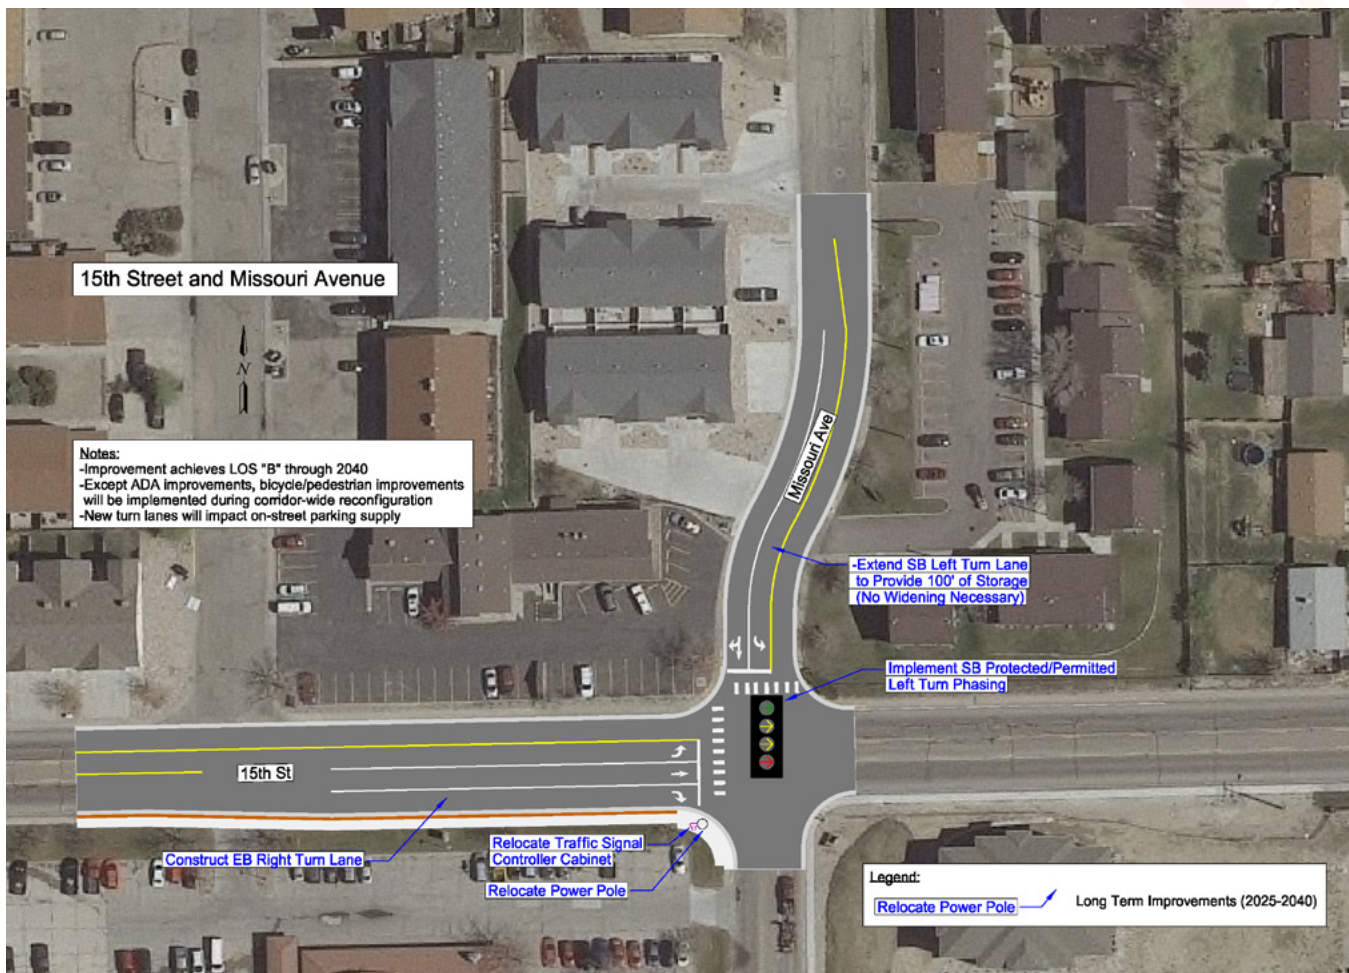 15th Street and Missouri Avenue
N
Notes:
-Improvement achieves LOS "B" through 2040
-Except ADA improvements, bicycle/pedestrian improvements
will be implemented during corridor-wide reconfiguration
-New turn lanes will impact on-street parking supply
Missouri Ave
-Extend SB Left Turn Lane
to Provide 100' of Storage
(No Widening Necessary)
Implement SB Protected/Permitted
Left Turn Phasing
15th St
Construct EB Right Turn Lane
Relocate Traffic Signal
Controller Cabinet
Relocate Power Pole
Legend:
Relocate Power Pole
Long Term Improvements (2025-2040)